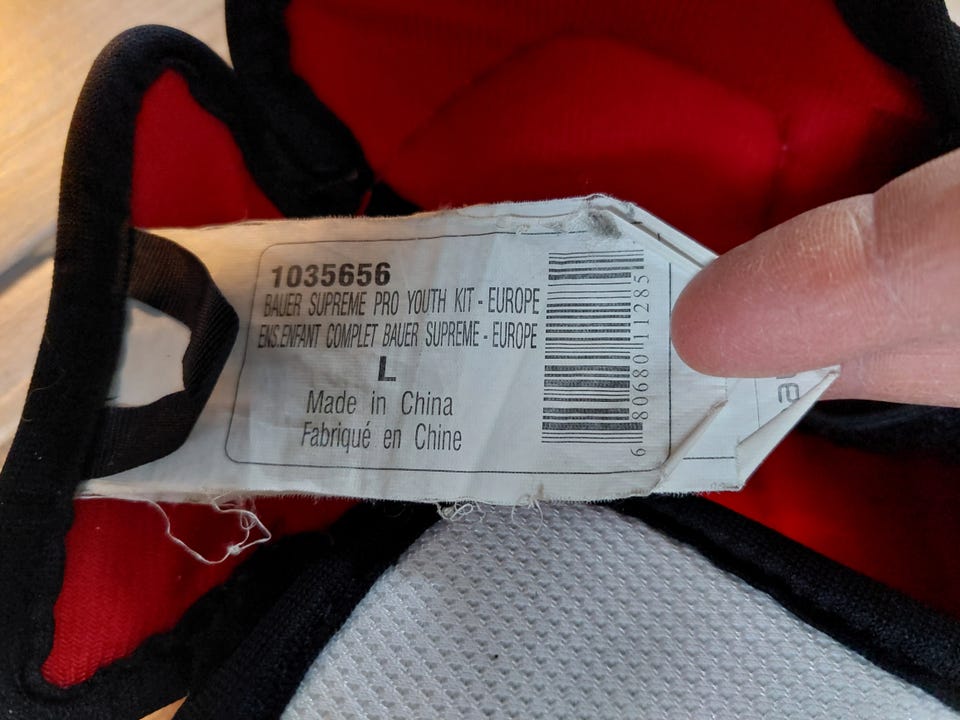 1035656
BAUER SUPREME PRO YOUTH KIT - EUROPE
ENS.ENFANT COMPLET BAUER SUPREME - EUROPE
L
Made in China
Fabriqué en Chine
6 80680 11285